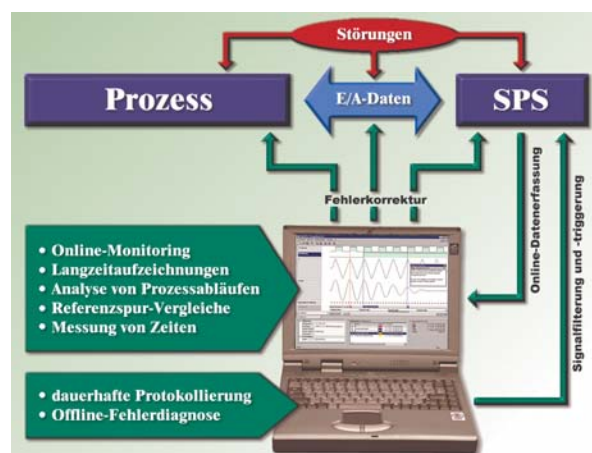 Störungen
Prozess
E/A-Daten
SPS
Fehlerkorrektur
Online-Datenerfassung
Signalfilterung und -triggerung
• Online-Monitoring
• Langzeitaufzeichnungen
• Analyse von Prozessabläufen
• Referenzspur-Vergleiche
• Messung von Zeiten
• dauerhafte Protokollierung
• Offline-Fehlerdiagnose